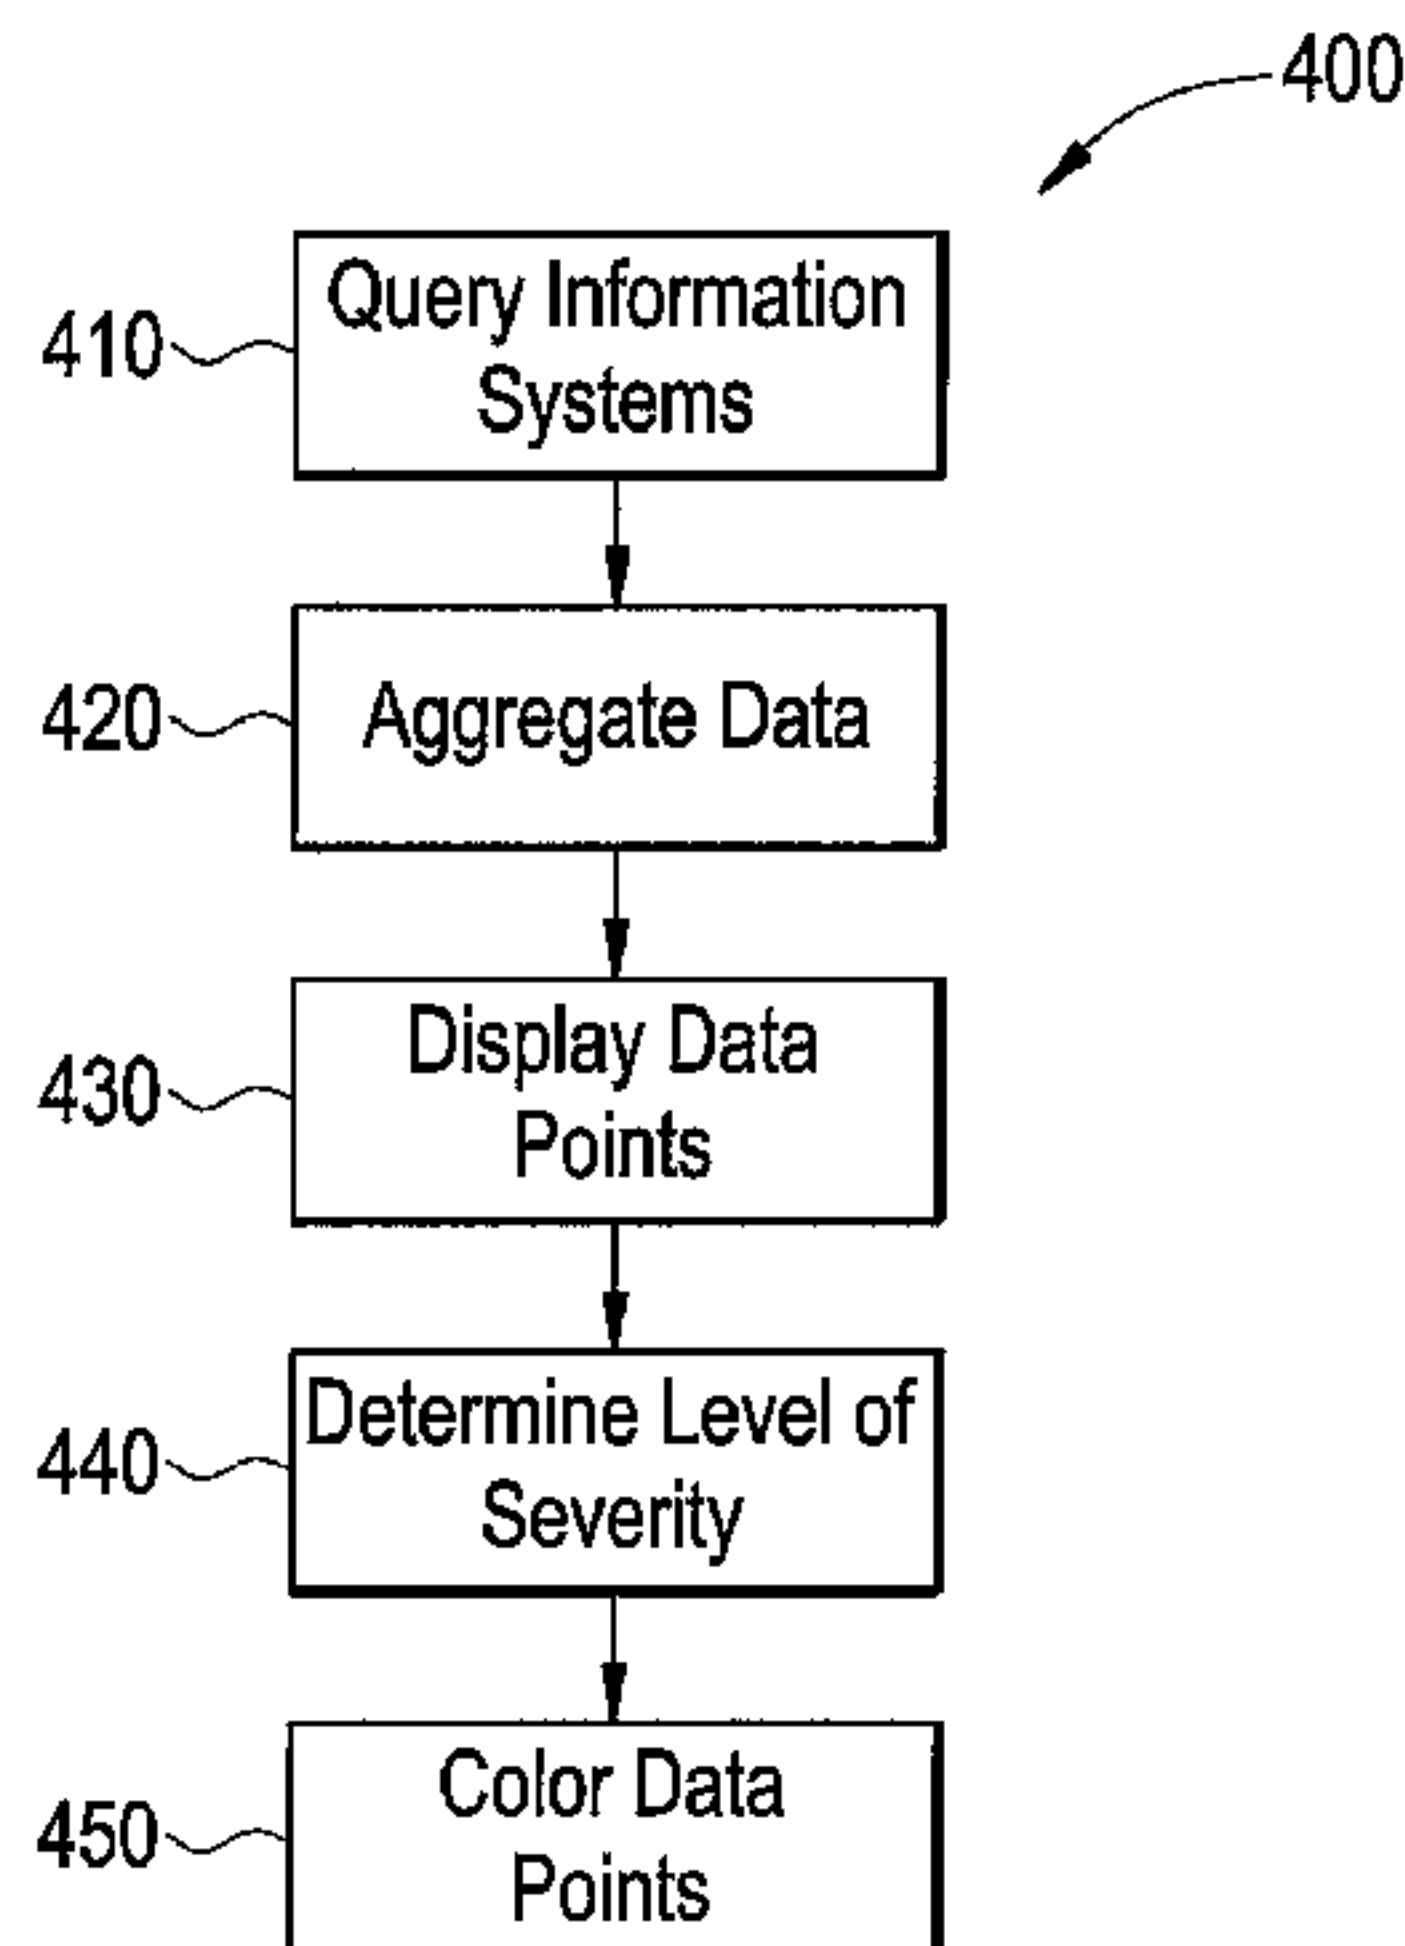 400
410
Query Information
Systems
420
Aggregate Data
430
Display Data
Points
440
Determine Level of
Severity
450
Color Data
Points